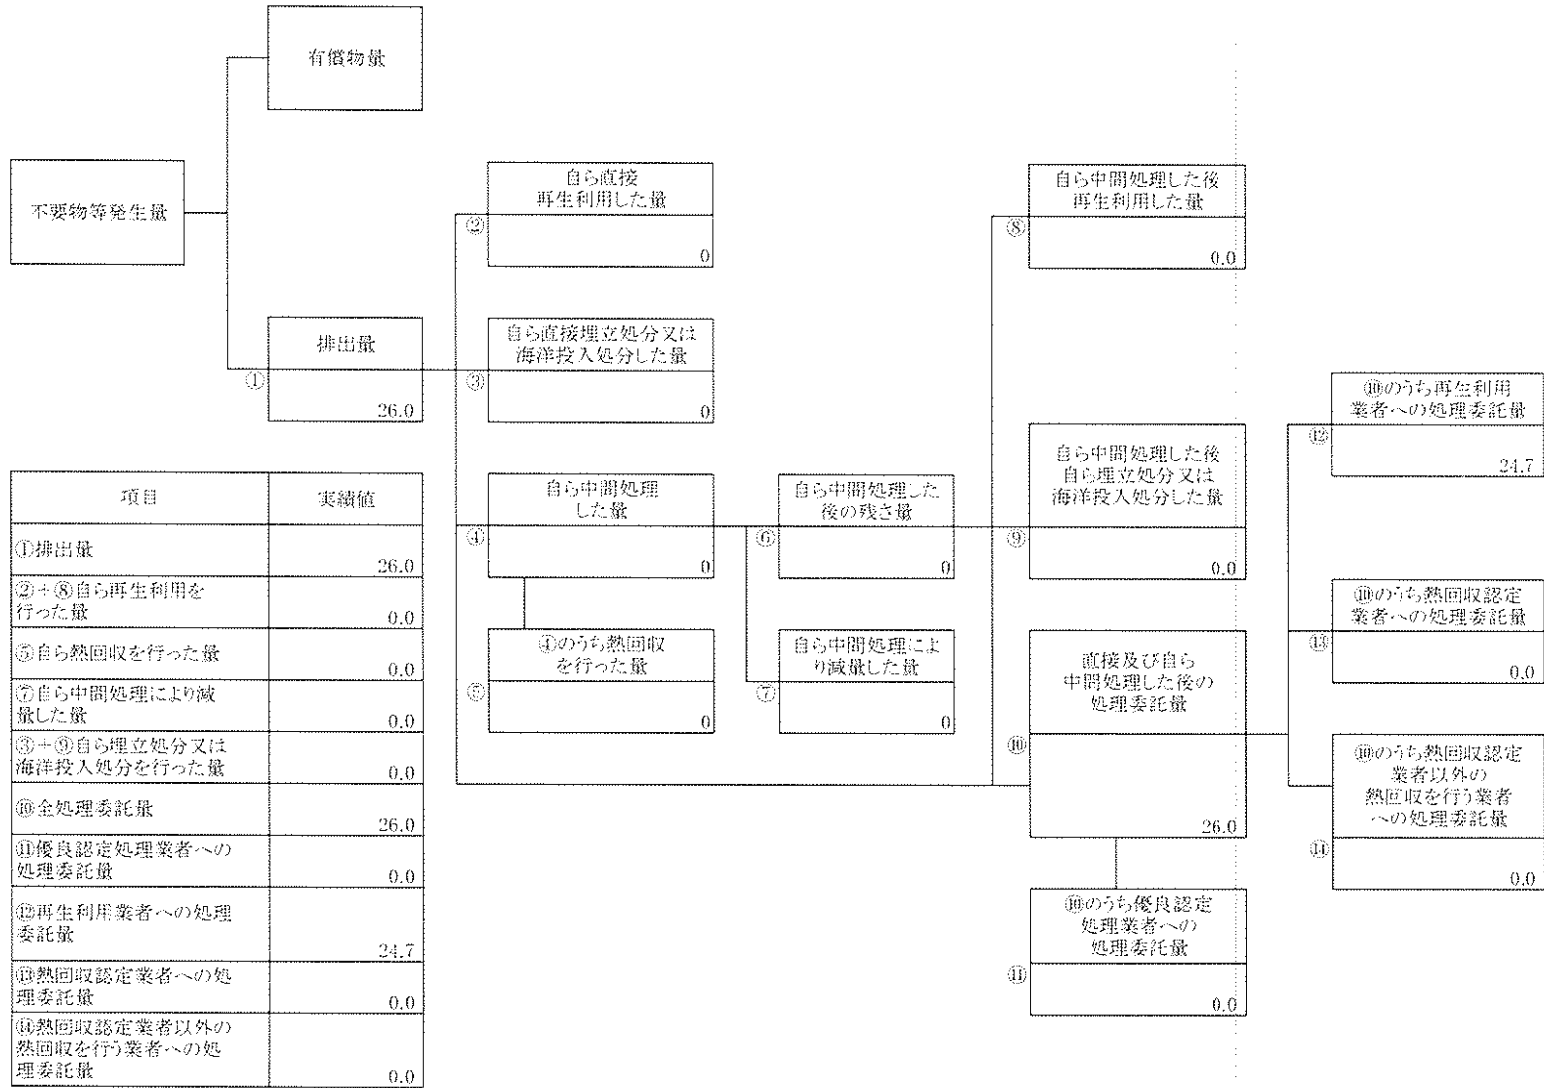 有償物量
不要物等発生量
排出量
①
26.0
自ら直接
再生利用した量
②
0
自ら直接埋立処分又は
海洋投入処分した量
③
0
自ら中間処理
した量
④
0
④のうち熱回収
を行った量
⑤
0
自ら中間処理した
後の残さ量
⑥
0
自ら中間処理によ
り減量した量
⑦
0
自ら中間処理した後
再生利用した量
⑧
0.0
自ら中間処理した後
自ら埋立処分又は
海洋投入処分した量
⑨
0.0
直接及び自ら
中間処理した後の
処理委託量
⑩
26.0
⑩のうち優良認定
処理業者への
処理委託量
⑪
0.0
⑩のうち再生利用
業者への処理委託量
⑫
24.7
⑩のうち熱回収認定
業者への処理委託量
⑬
0.0
⑩のうち熱回収認定
業者以外の
熱回収を行う業者
への処理委託量
⑭
0.0
項目 実績値
①排出量
26.0
②+⑧自ら再生利用を
行った量
0.0
⑤自ら熱回収を行った量
0.0
⑦自ら中間処理により減
量した量
0.0
③+⑨自ら埋立処分又は
海洋投入処分を行った量
0.0
⑩全処理委託量
26.0
⑪優良認定処理業者への
処理委託量
0.0
⑫再生利用業者への処理
委託量
24.7
⑬熱回収認定業者への処
理委託量
0.0
⑭熱回収認定業者以外の
熱回収を行う業者への処
理委託量
0.0